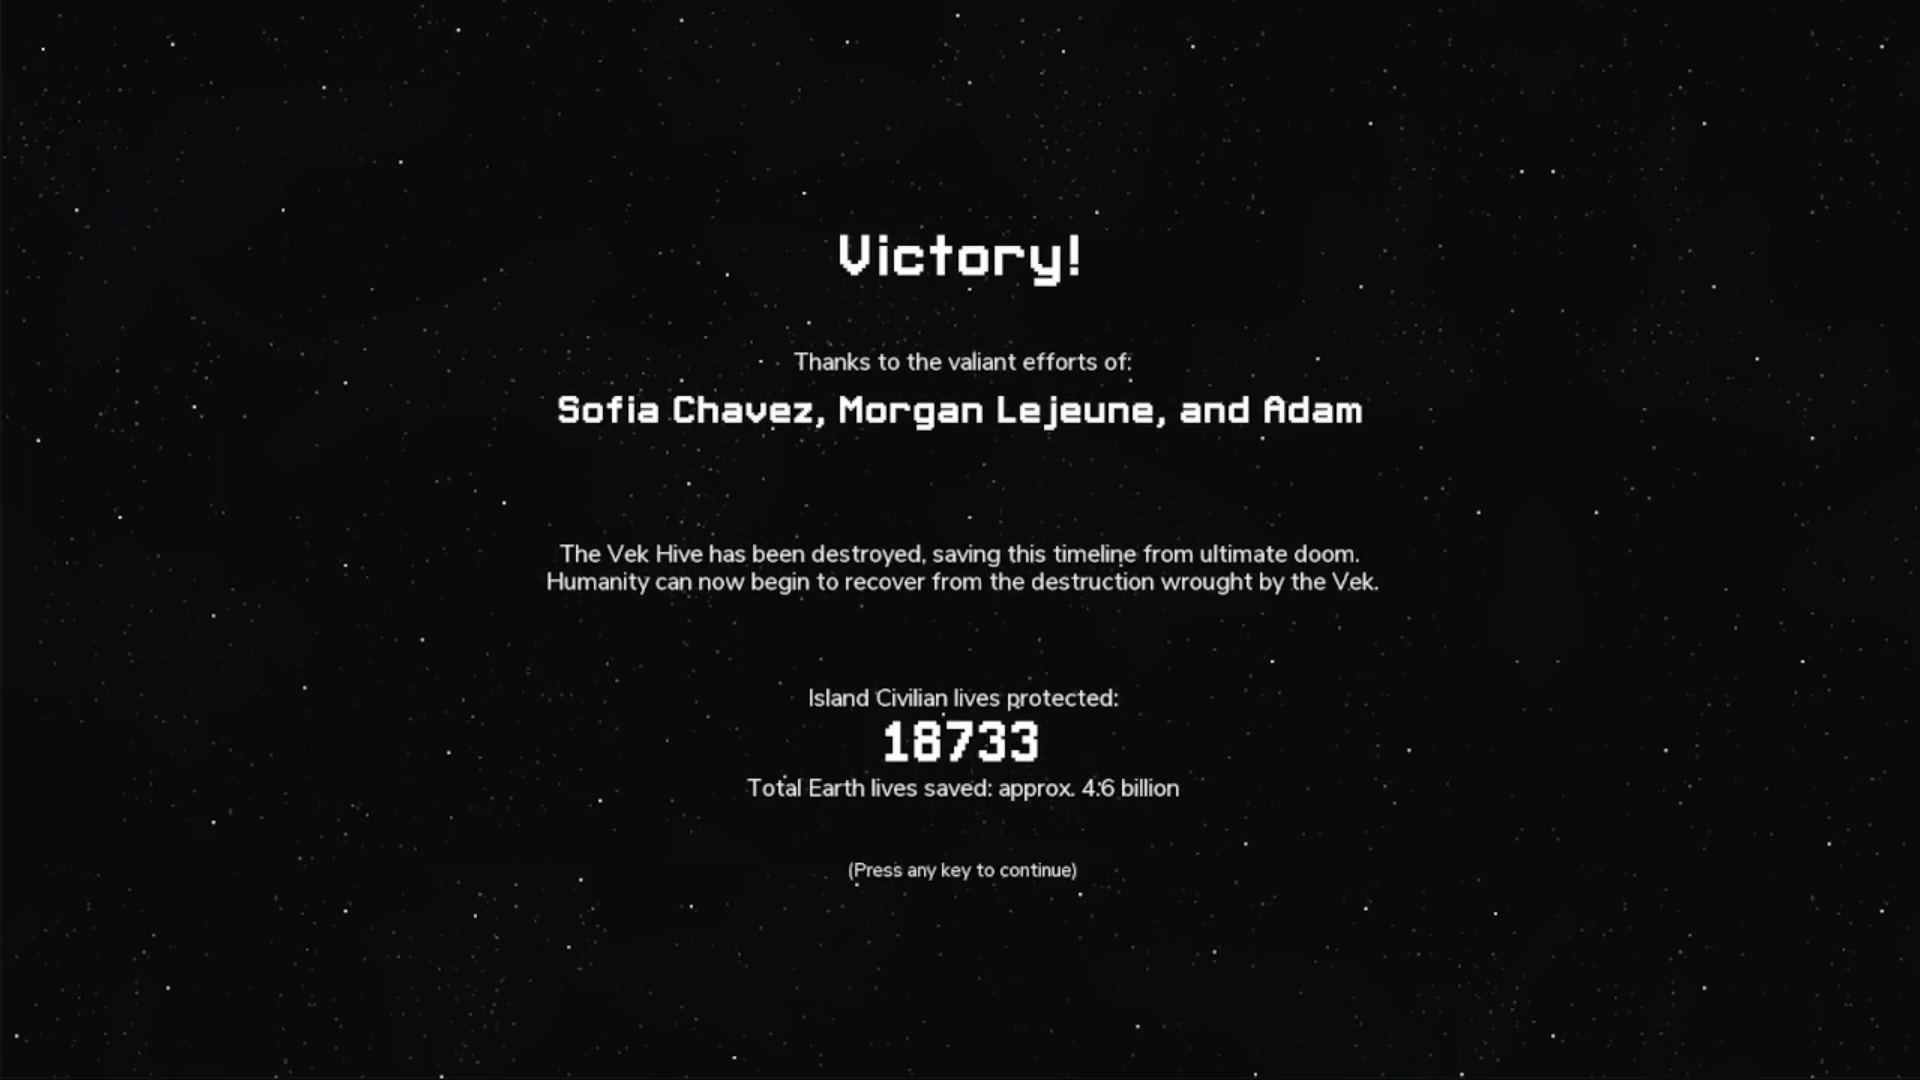 Victory!
Thanks to the valiant efforts of:
Sofia Chavez, Morgan Lejeune, and Adam
The Vek Hive has been destroyed, saving this timeline from ultimate doom.
Humanity can now begin to recover from the destruction wrought by the Vek.
Island Civilian lives protected:
18733
Total Earth lives saved: approx. 4.6 billion
(Press any key to continue)